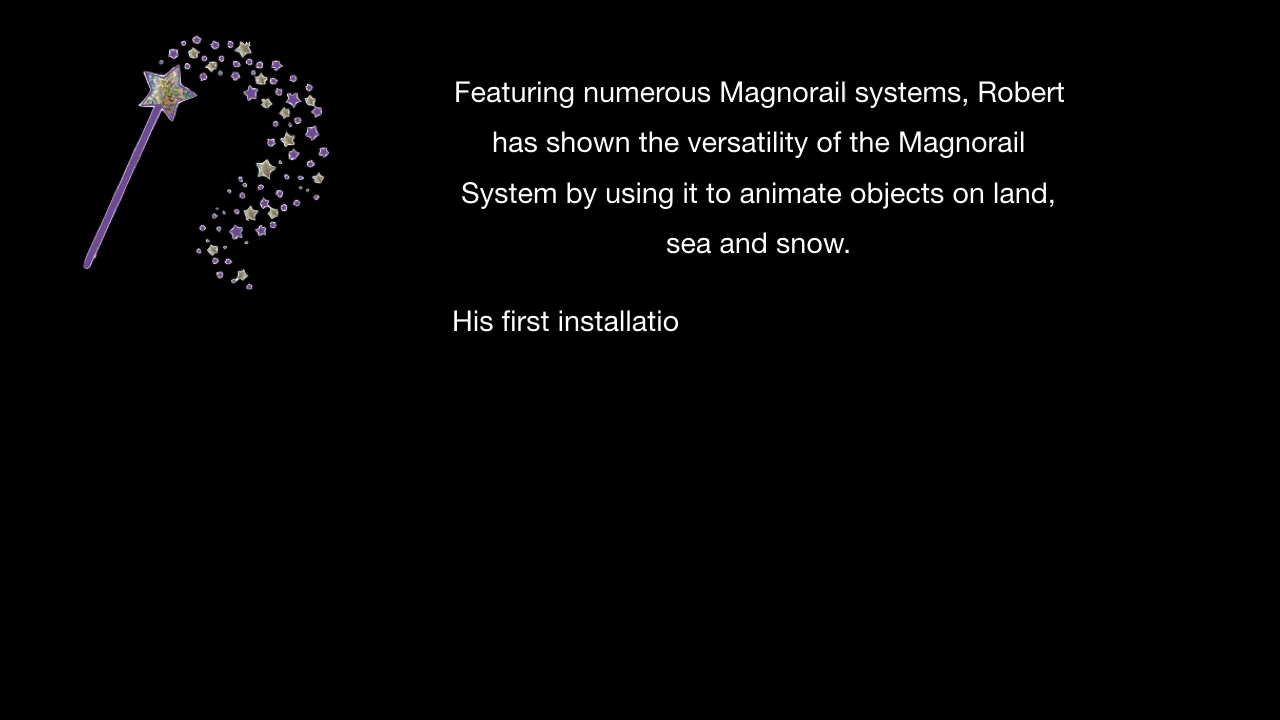 Featuring numerous Magnorail systems, Robert
has shown the versatility of the Magnorail
System by using it to animate objects on land,
sea and snow.
His first installatio